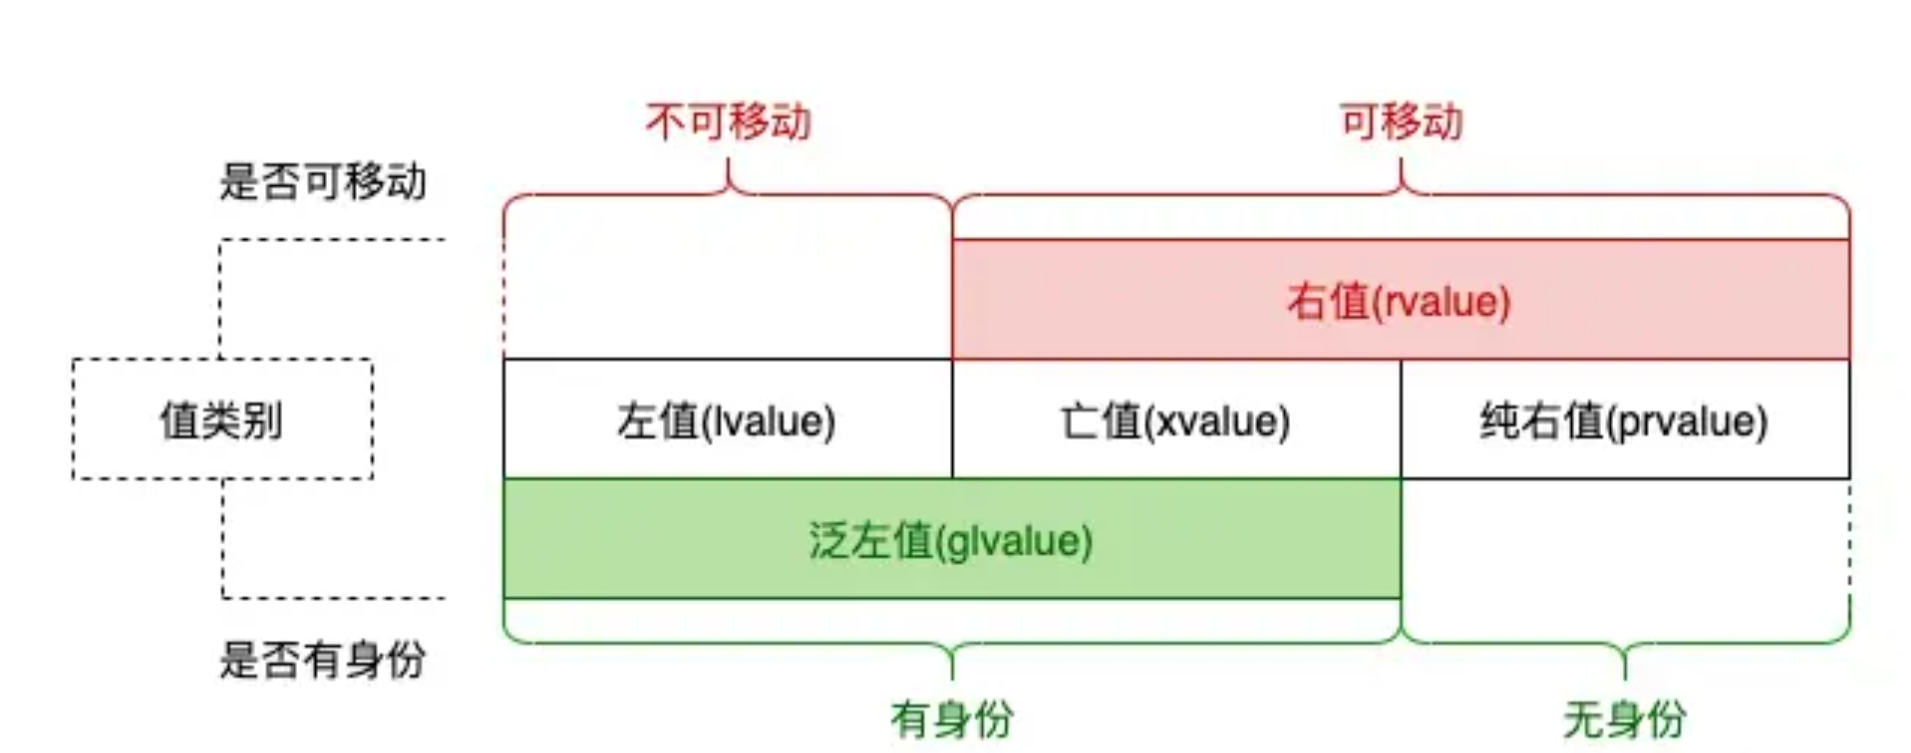 不可移动
可移动
是否可移动
右值(rvalue)
值类别
左值(lvalue)
亡值(xvalue)
纯右值(prvalue)
泛左值(glvalue)
是否有身份
有身份
无身份